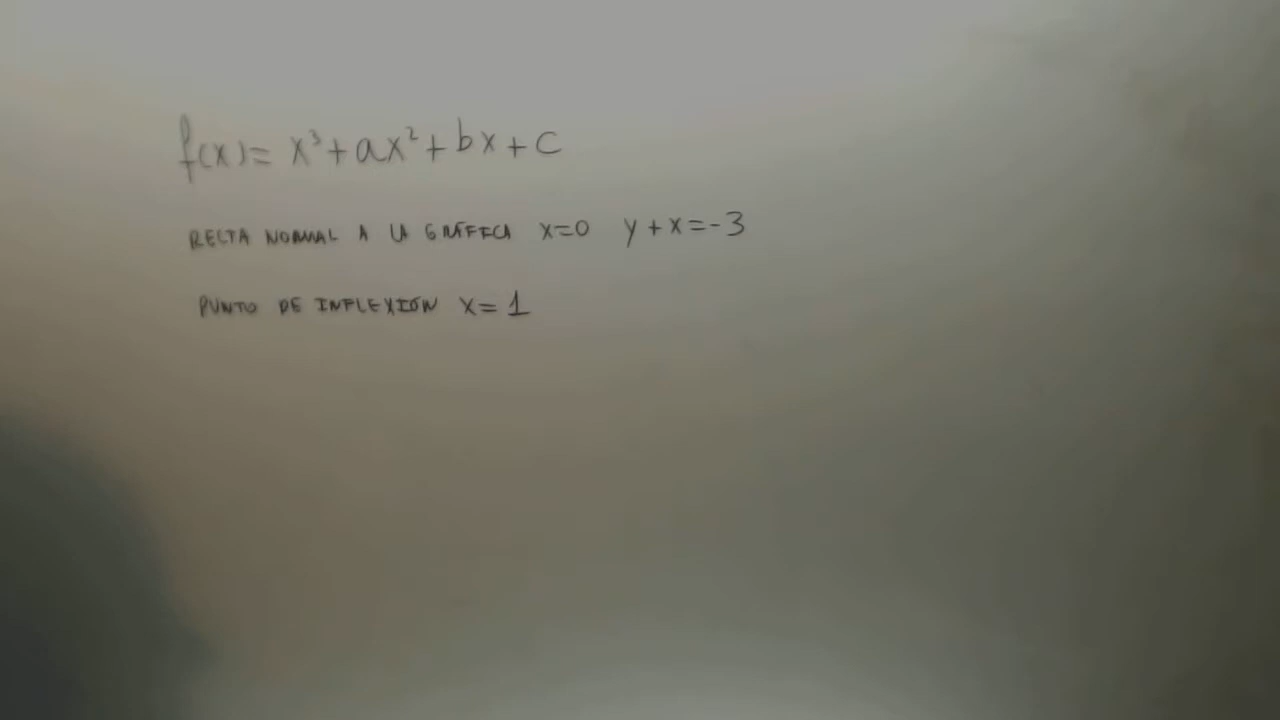 f(x)= x³+ax²+bx+c
RECTA NORMAL A LA GRÁFICA x=0 y+x=-3
PUNTO DE INFLEXIÓN x=1